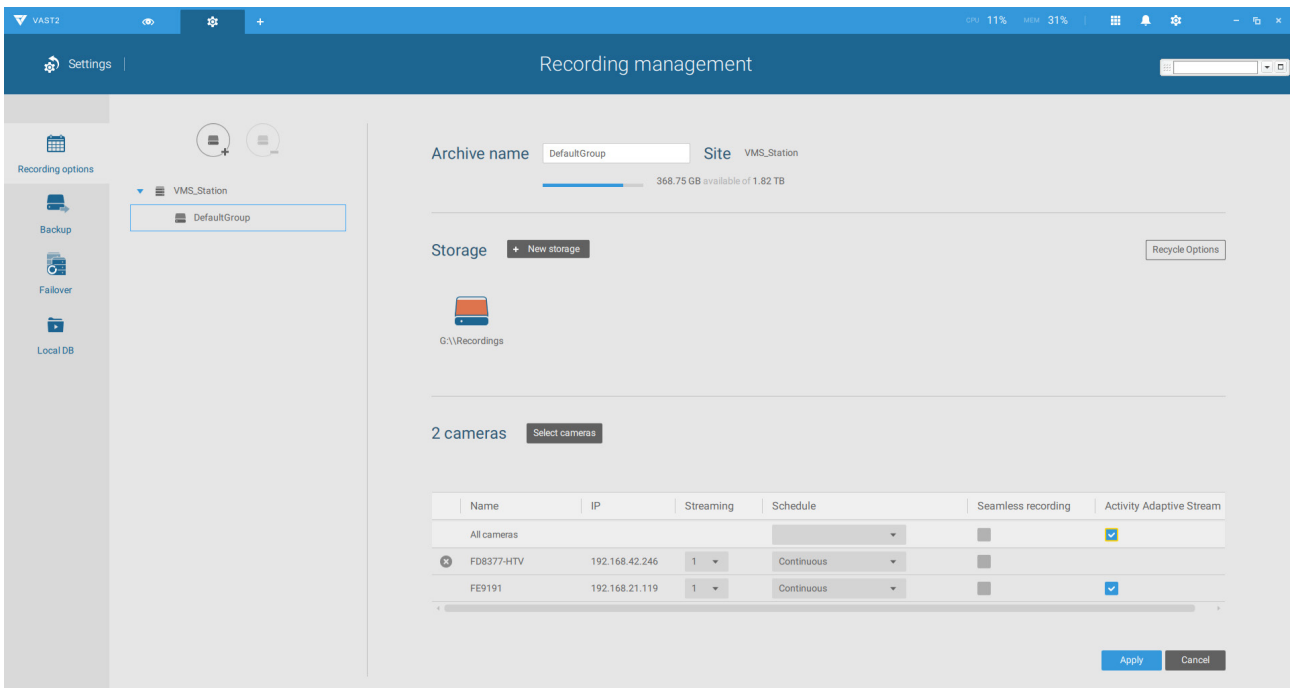 VAST2
+
CPU 11% MEM 31%
Settings
Recording management
Recording options
Backup
Failover
Local DB
VMS_Station
DefaultGroup
Archive name DefaultGroup Site VMS_Station
368.75 GB available of 1.82 TB
Storage + New storage Recycle Options
G:\\Recordings
2 cameras Select cameras
Name IP Streaming Schedule Seamless recording Activity Adaptive Stream
All cameras
FD8377-HTV 192.168.42.246 1 Continuous
FE9191 192.168.21.119 1 Continuous
Apply Cancel